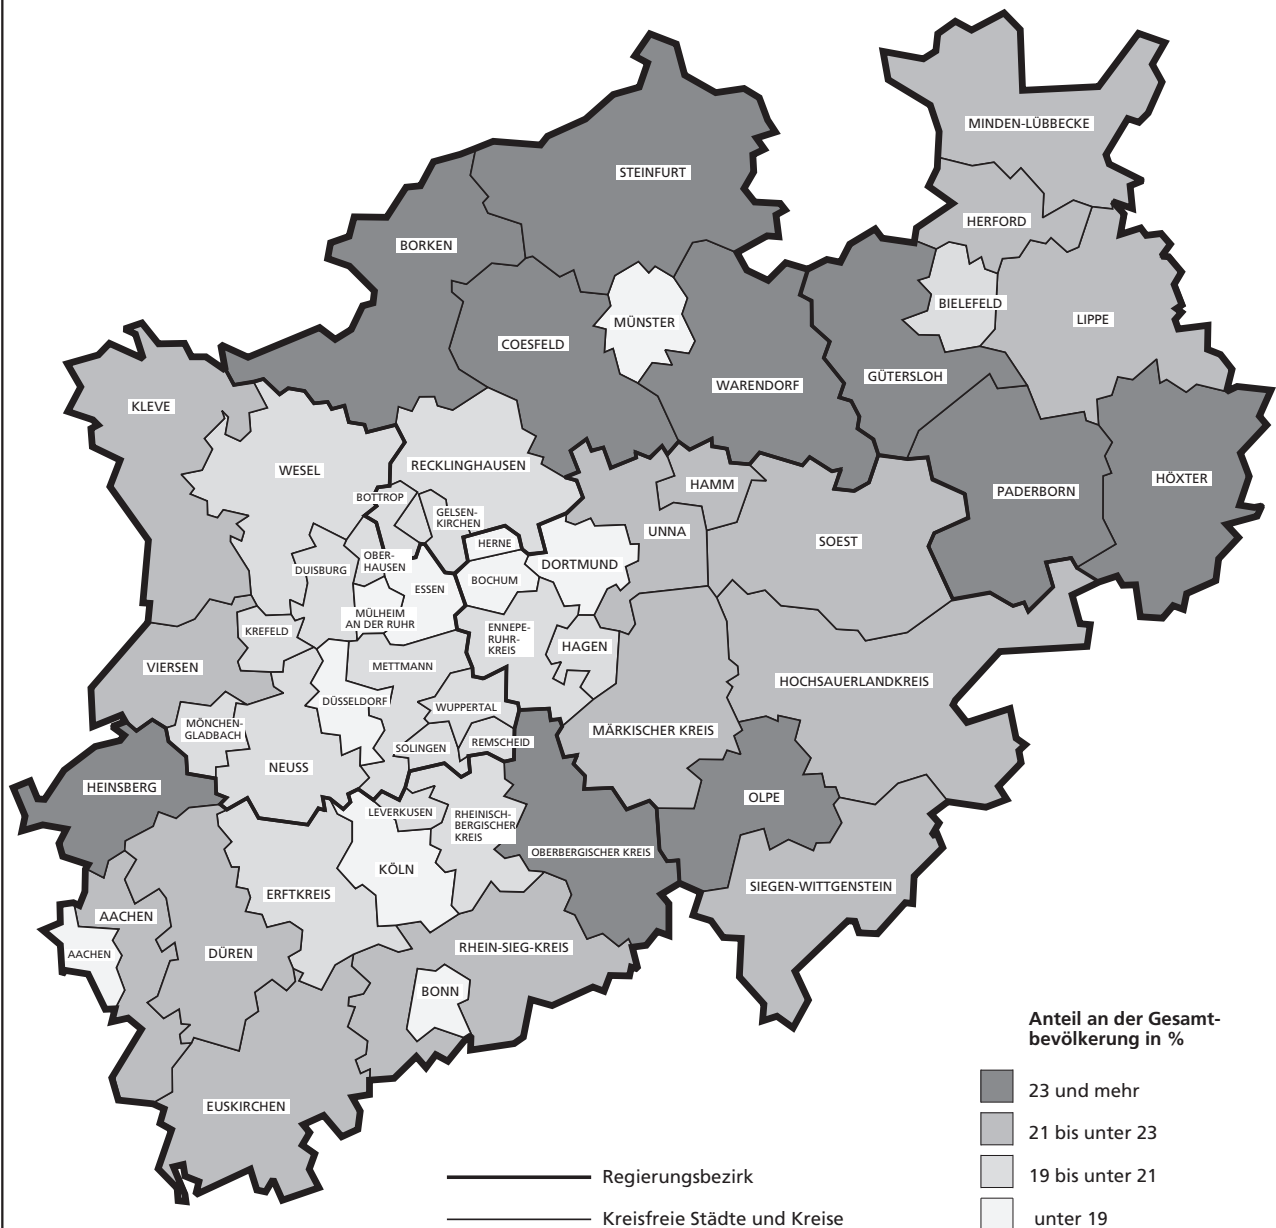 MINDEN-LÜBBECKE
STEINFURT
HERFORD
BORKEN
BIELEFELD
LIPPE
MÜNSTER
COESFELD
GÜTERSLOH
WARENDORF
KLEVE
RECKLINGHAUSEN
WESEL
HÖXTER
HAMM
PADERBORN
BOTTROP
GELSEN-
KIRCHEN
UNNA
SOEST
HERNE
OBER-
HAUSEN
DORTMUND
DUISBURG
BOCHUM
ESSEN
MÜLHEIM
AN DER RUHR
KREFELD
ENNEPE-
RUHR-
KREIS
HAGEN
VIERSEN
METTMANN
HOCHSAUERLANDKREIS
DÜSSELDORF
WUPPERTAL
MÖNCHEN-
GLADBACH
MÄRKISCHER KREIS
REMSCHEID
SOLINGEN
NEUSS
HEINSBERG
OLPE
LEVERKUSEN
RHEINISCH-
BERGISCHER
KREIS
OBERBERGISCHER KREIS
KÖLN
SIEGEN-WITTGENSTEIN
ERFTKREIS
AACHEN
RHEIN-SIEG-KREIS
AACHEN
DÜREN
BONN
EUSKIRCHEN
Anteil an der Gesamt-
bevölkerung in %
23 und mehr
21 bis unter 23
19 bis unter 21
unter 19
Regierungsbezirk
Kreisfreie Städte und Kreise